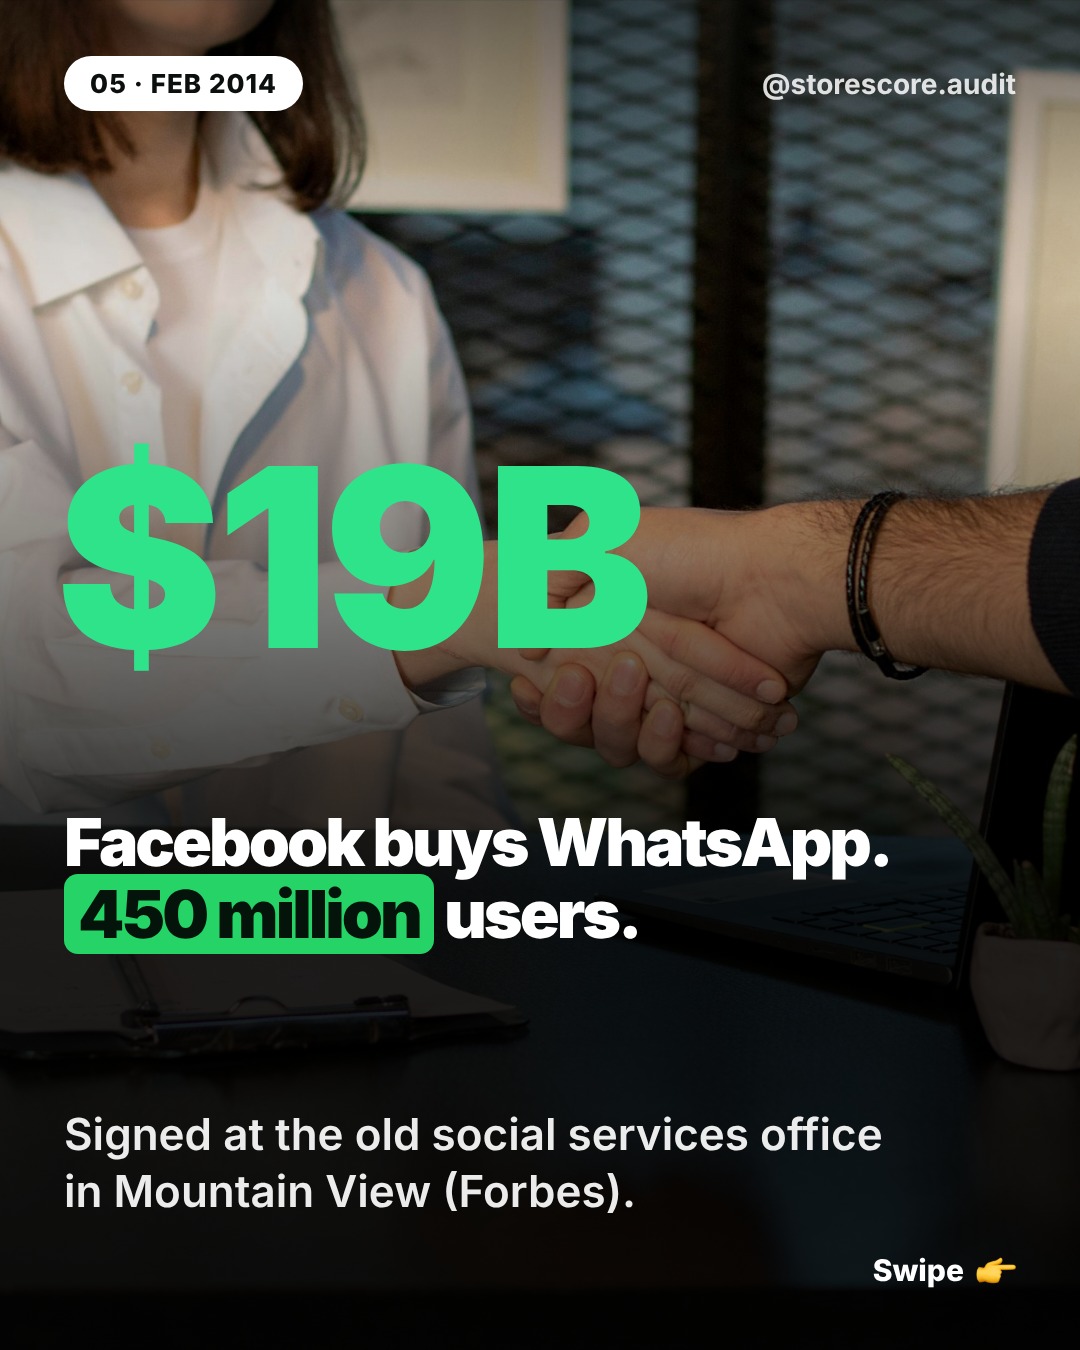 05 · FEB 2014
@storescore.audit
$19B
Facebook buys WhatsApp.
450 million users.
Signed at the old social services office
in Mountain View (Forbes).
Swipe 👉